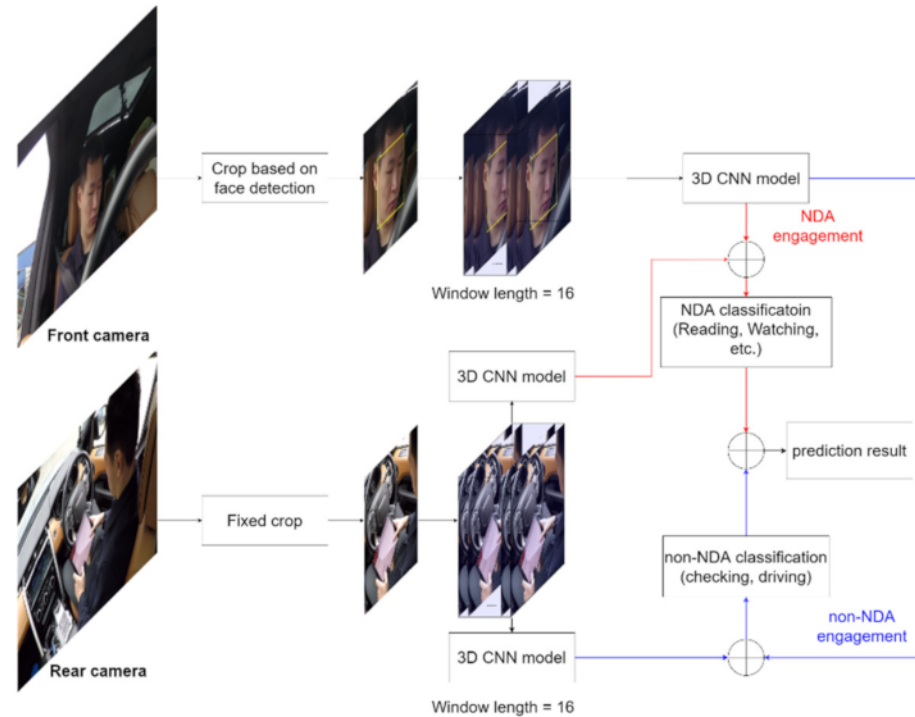 Crop based on
face detection
3D CNN model
NDA
engagement
Window length = 16
Front camera
NDA classificatoin
(Reading, Watching,
etc.)
3D CNN model
prediction result
Fixed crop
non-NDA classification
(checking, driving)
non-NDA
engagement
3D CNN model
Rear camera
Window length = 16